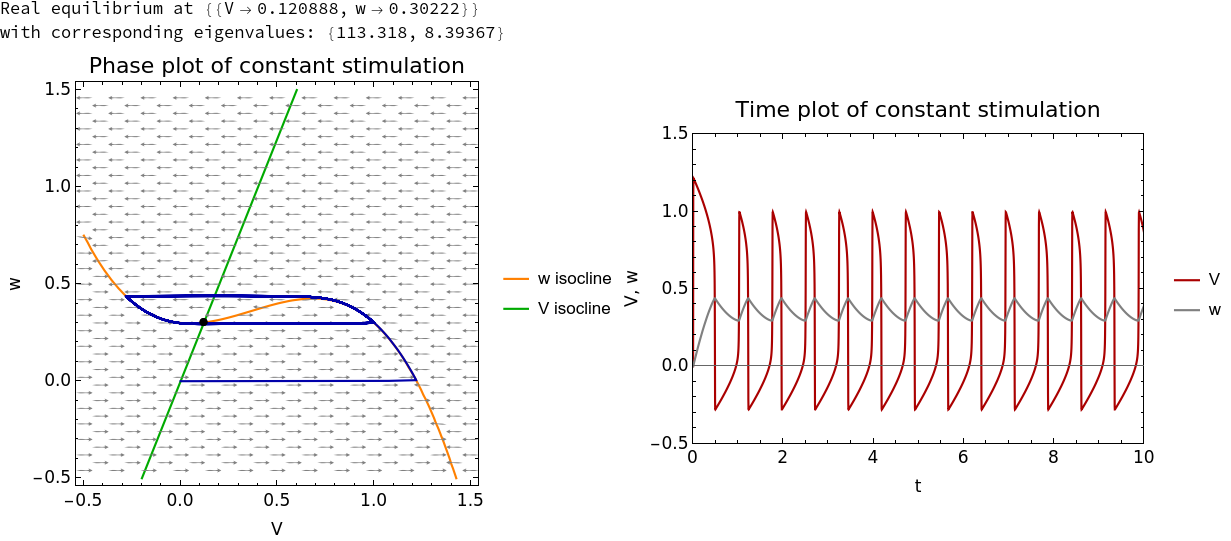 Real equilibrium at {{V → 0.120888, w → 0.30222}}
with corresponding eigenvalues: {113.318, 8.39367}
Phase plot of constant stimulation
1.5
1.0
0.5
0.0
−0.5
w
−0.5 0.0 0.5 1.0 1.5
V
w isocline
V isocline
Time plot of constant stimulation
1.5
1.0
0.5
0.0
−0.5
V, w
0 2 4 6 8 10
t
V
w